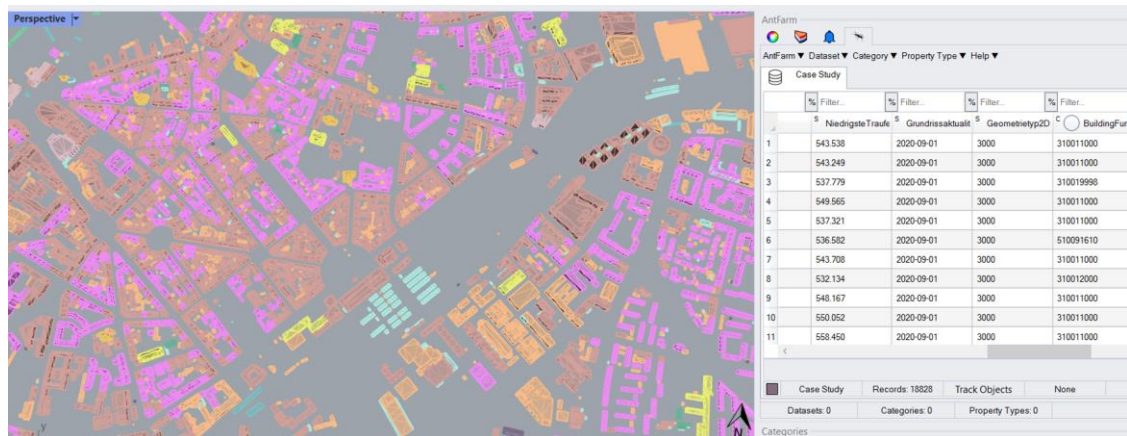 Perspective
AntFarm
AntFarm Dataset Category Property Type Help
Case Study
% Filter... % Filter... % Filter... % Filter...
S NiedrigsteTraufe S Grundrissaktualit S Geometrietyp2D C BuildingFun
1 543.538 2020-09-01 3000 310011000
2 543.249 2020-09-01 3000 310011000
3 537.779 2020-09-01 3000 310019998
4 549.565 2020-09-01 3000 310011000
5 537.321 2020-09-01 3000 310011000
6 536.582 2020-09-01 3000 510091610
7 543.708 2020-09-01 3000 310011000
8 532.134 2020-09-01 3000 310012000
9 548.167 2020-09-01 3000 310011000
10 550.052 2020-09-01 3000 310011000
11 558.450 2020-09-01 3000 310011000
Case Study Records: 18828 Track Objects None
Datasets: 0 Categories: 0 Property Types: 0
Categories
y
N